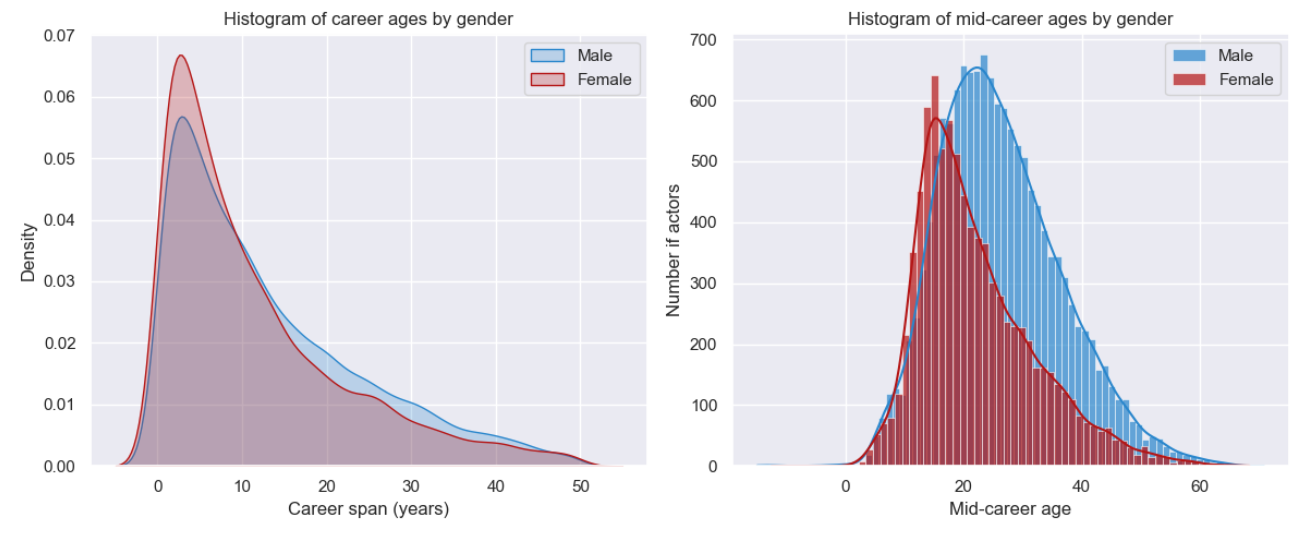 Histogram of career ages by gender
0.07
0.06
0.05
0.04
0.03
0.02
0.01
0.00
Density
0 10 20 30 40 50
Career span (years)
Male
Female
Histogram of mid-career ages by gender
700
600
500
400
300
200
100
0
Number if actors
0 20 40 60
Mid-career age
Male
Female